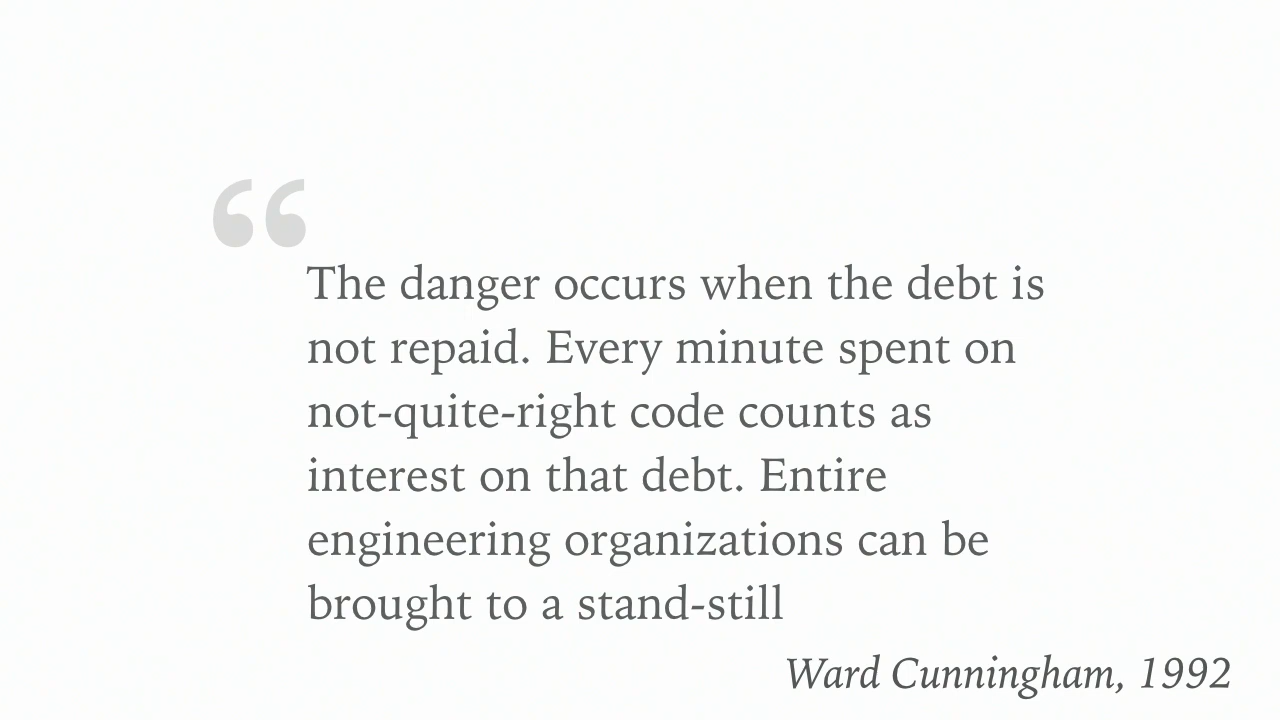 “
The danger occurs when the debt is
not repaid. Every minute spent on
not-quite-right code counts as
interest on that debt. Entire
engineering organizations can be
brought to a stand-still
Ward Cunningham, 1992